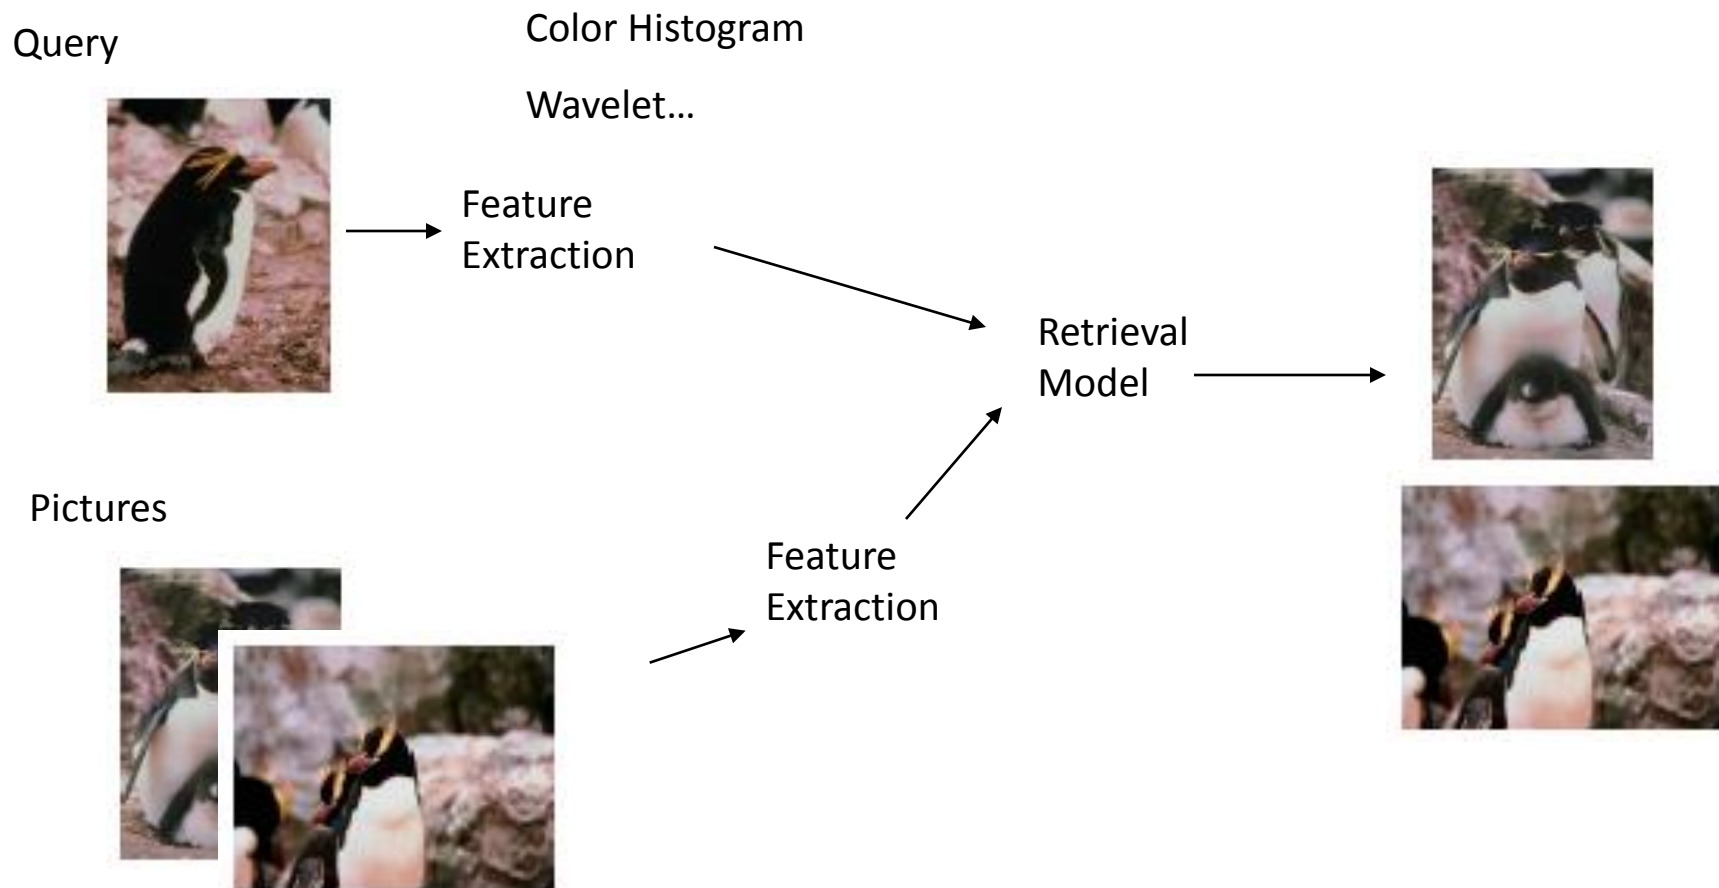 Query
Color Histogram
Wavelet...
Feature
Extraction
Retrieval
Model
Pictures
Feature
Extraction